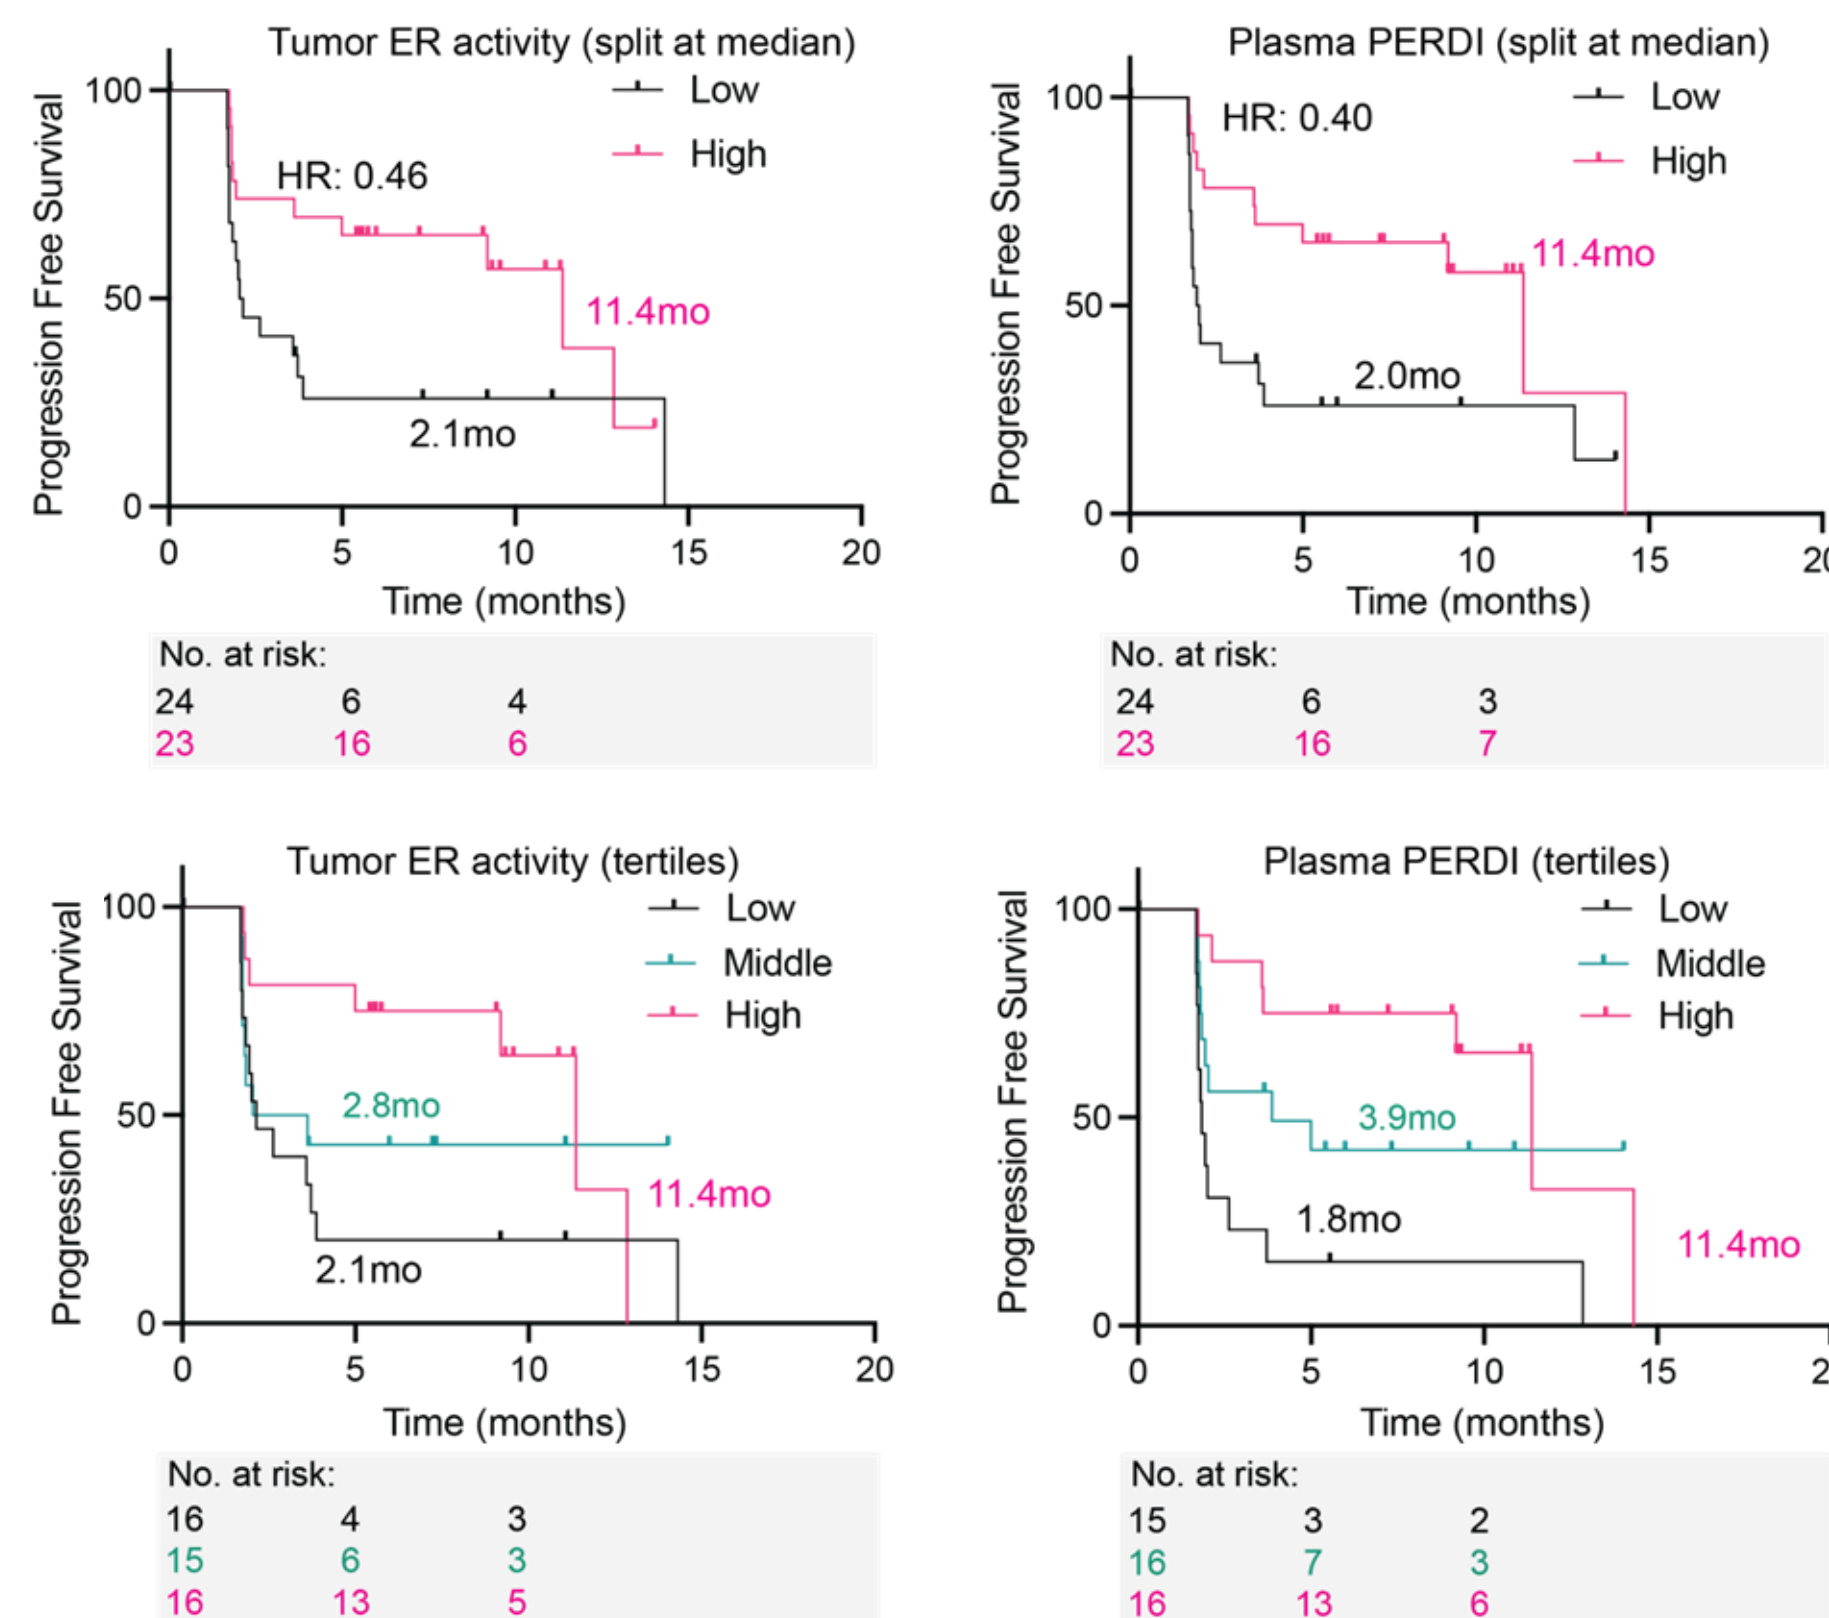 Tumor ER activity (split at median)
Low
High
HR: 0.46
11.4mo
2.1mo
Progression Free Survival
100
50
0
0 5 10 15 20
Time (months)
No. at risk:
24 6 4
23 16 6
Plasma PERDI (split at median)
Low
High
HR: 0.40
11.4mo
2.0mo
Progression Free Survival
100
50
0
0 5 10 15
Time (months)
No. at risk:
24 6 3
23 16 7
Tumor ER activity (tertiles)
Low
Middle
High
2.8mo
11.4mo
2.1mo
Progression Free Survival
100
50
0
0 5 10 15 20
Time (months)
No. at risk:
16 4 3
15 6 3
16 13 5
Plasma PERDI (tertiles)
Low
Middle
High
3.9mo
1.8mo
11.4mo
Progression Free Survival
100
50
0
0 5 10 15
Time (months)
No. at risk:
15 3 2
16 7 3
16 13 6